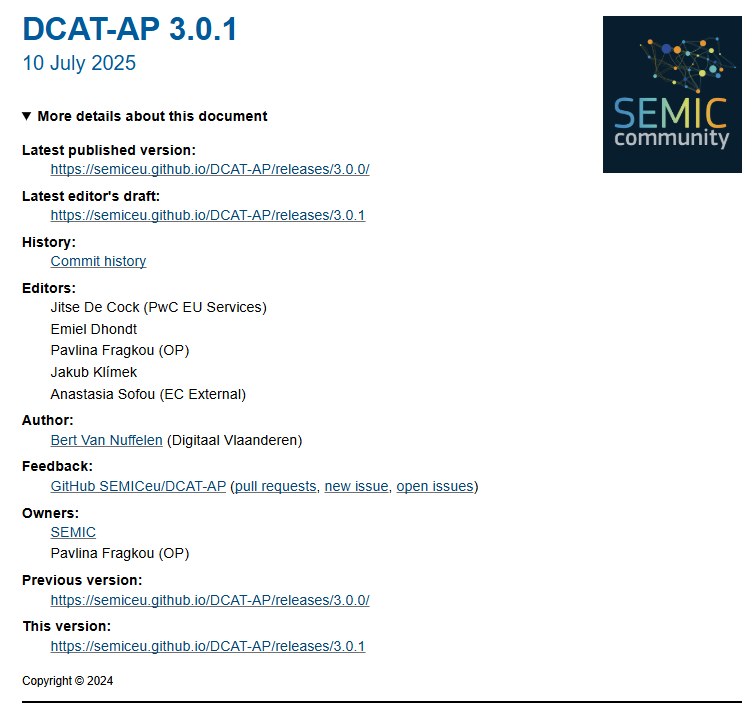 DCAT-AP 3.0.1
10 July 2025
SEMIC
community
▼ More details about this document
Latest published version:
https://semiceu.github.io/DCAT-AP/releases/3.0.0/
Latest editor's draft:
https://semiceu.github.io/DCAT-AP/releases/3.0.1
History:
Commit history
Editors:
Jitse De Cock (PwC EU Services)
Emiel Dhondt
Pavlina Fragkou (OP)
Jakub Klímek
Anastasia Sofou (EC External)
Author:
Bert Van Nuffelen (Digitaal Vlaanderen)
Feedback:
GitHub SEMICeu/DCAT-AP (pull requests, new issue, open issues)
Owners:
SEMIC
Pavlina Fragkou (OP)
Previous version:
https://semiceu.github.io/DCAT-AP/releases/3.0.0/
This version:
https://semiceu.github.io/DCAT-AP/releases/3.0.1
Copyright © 2024